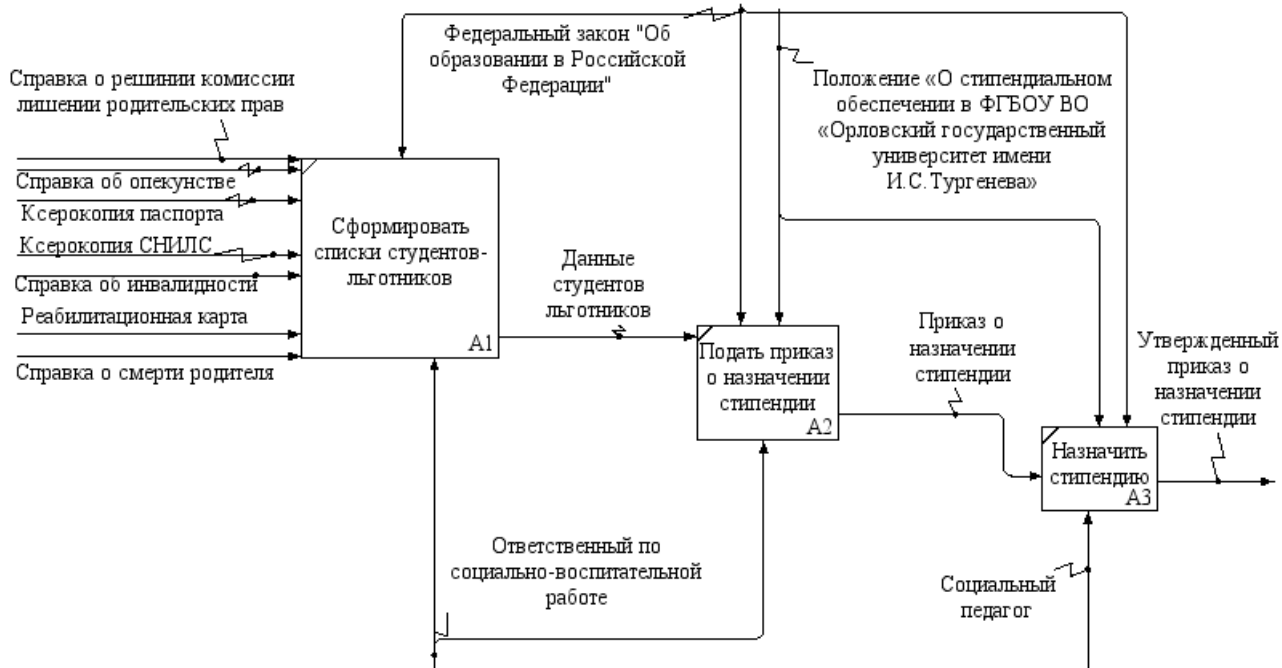 Федеральный закон "Об
образовании в Российской
Федерации"
Справка о решинии комиссии
лишении родительских прав
Положение «О стипендиальном
обеспечении в ФГБОУ ВО
«Орловский государственный
университет имени
И.С.Тургенева»
Справка об опекунстве
Ксерокопия паспорта
Ксерокопия СНИЛС
Справка об инвалидности
Реабилитационная карта
Справка о смерти родителя
Сформировать
списки студентов-
льготников
A1
Данные
студентов
льготников
Подать приказ
о назначении
стипендии
A2
Приказ о
назначении
стипендии
Назначить
стипендию
A3
Утвержденный
приказ о
назначении
стипендии
Ответственный по
социально-воспитательной
работе
Социальный
педагог